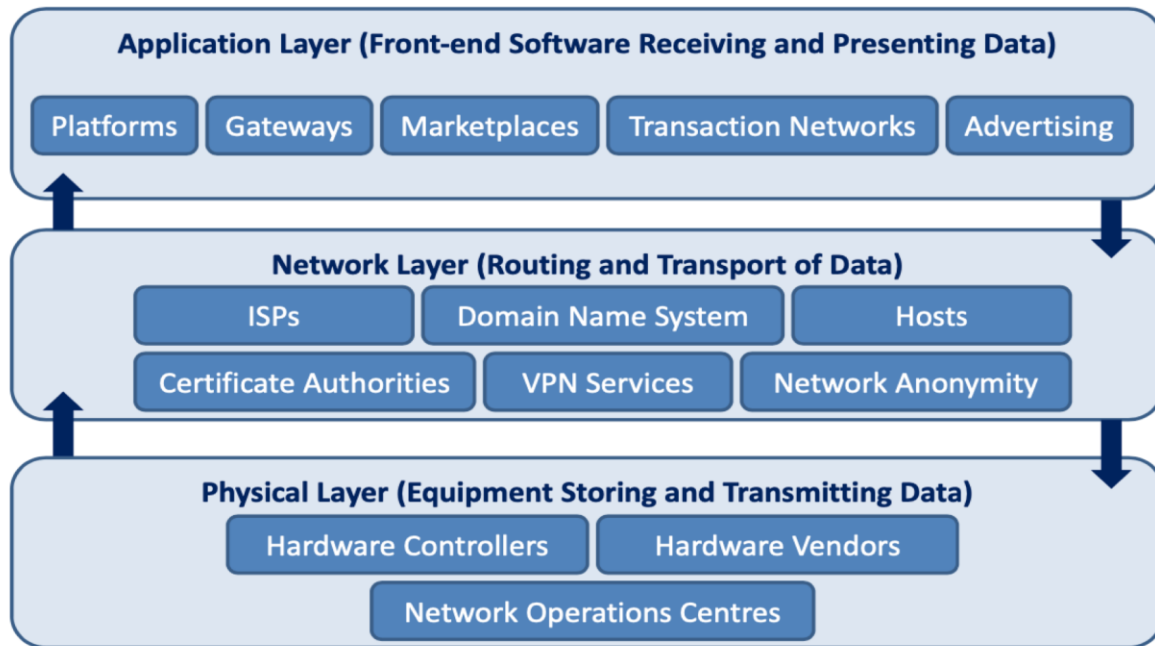 Application Layer (Front-end Software Receiving and Presenting Data)
Platforms
Gateways
Marketplaces
Transaction Networks
Advertising
Network Layer (Routing and Transport of Data)
ISPs
Domain Name System
Hosts
Certificate Authorities
VPN Services
Network Anonymity
Physical Layer (Equipment Storing and Transmitting Data)
Hardware Controllers
Hardware Vendors
Network Operations Centres